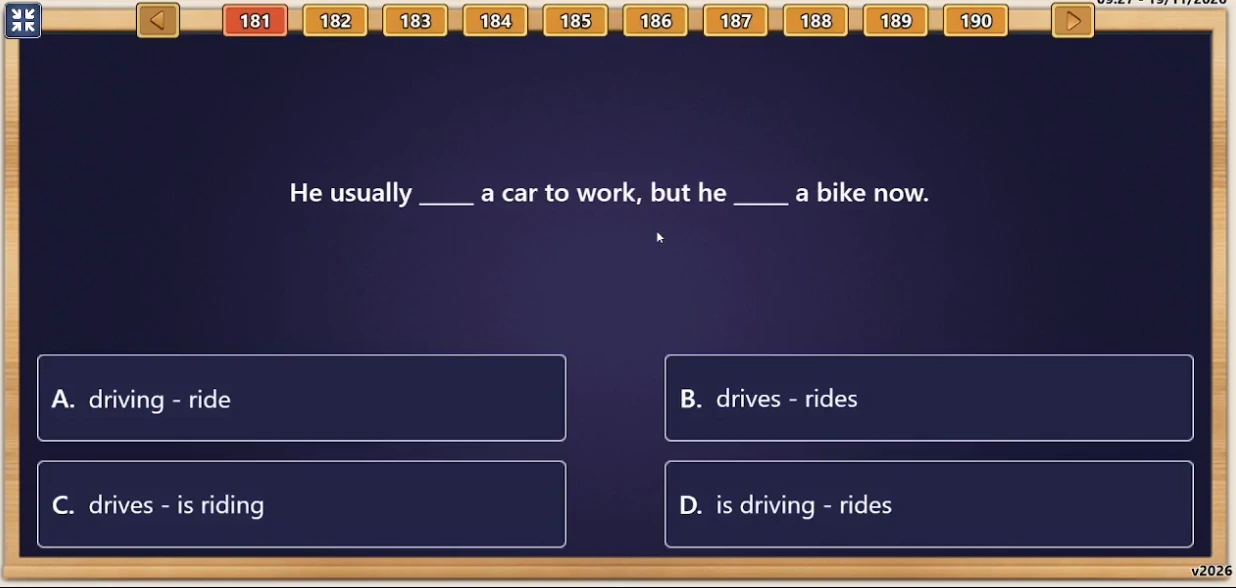 181 182 183 184 185 186 187 188 189 190
He usually _____ a car to work, but he _____ a bike now.
A. driving - ride
B. drives - rides
C. drives - is riding
D. is driving - rides
v2026